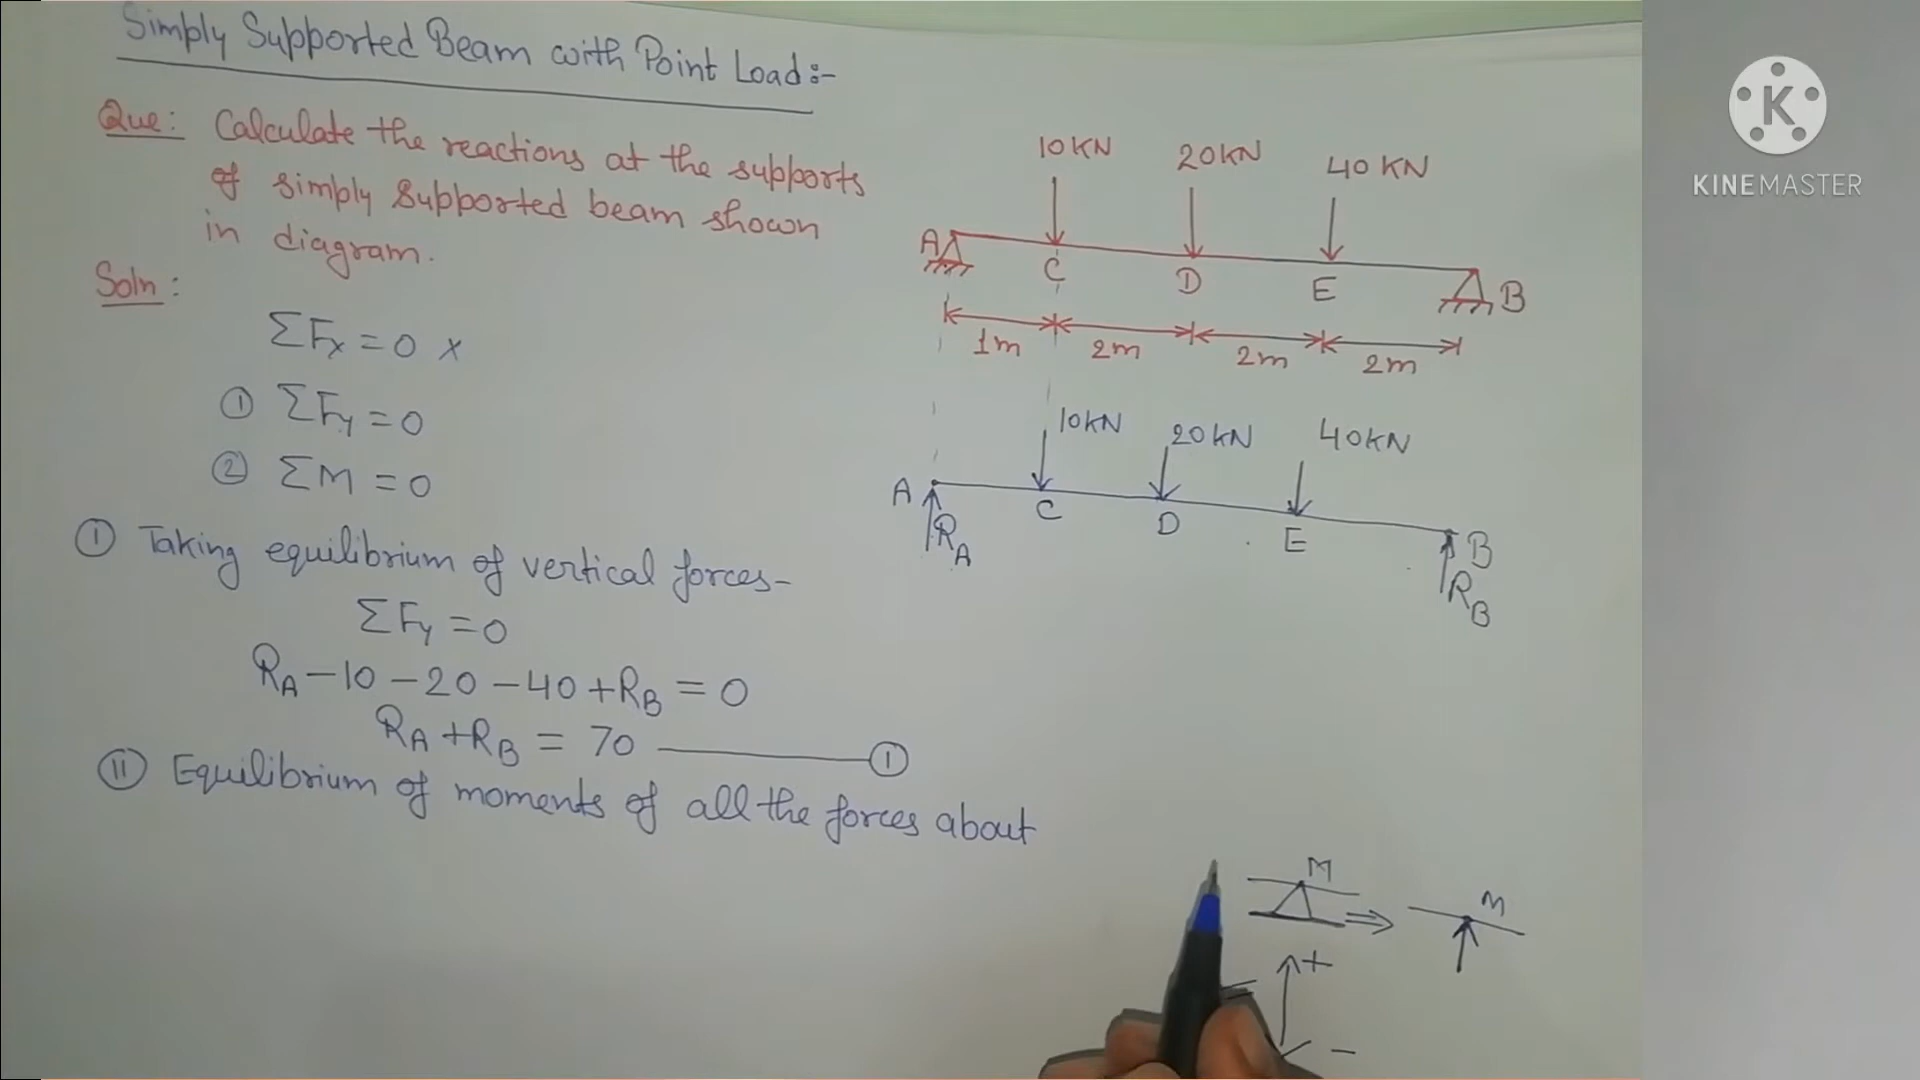 Simply Supported Beam with Point Load:-
Que: Calculate the reactions at the supports
of simply supported beam shown
in diagram.
Soln:
ΣFx = 0 x
① ΣFy = 0
② ΣM = 0
Ⓘ Taking equilibrium of vertical forces-
ΣFy = 0
RA - 10 - 20 - 40 + RB = 0
RA + RB = 70 ——— ①
Ⓘⓘ Equilibrium of moments of all the forces about
10KN 20KN 40KN
A C D E B
1m 2m 2m 2m
10KN 20KN 40KN
A C D E B
RA RB
M M
+
-
K
KINEMASTER